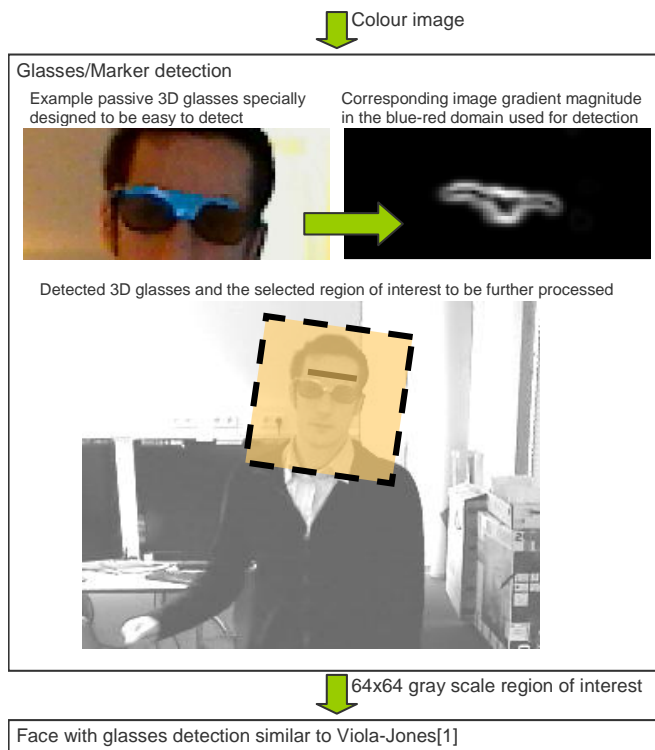 Colour image
Glasses/Marker detection
Example passive 3D glasses specially
designed to be easy to detect
Corresponding image gradient magnitude
in the blue-red domain used for detection
Detected 3D glasses and the selected region of interest to be further processed
64x64 gray scale region of interest
Face with glasses detection similar to Viola-Jones[1]